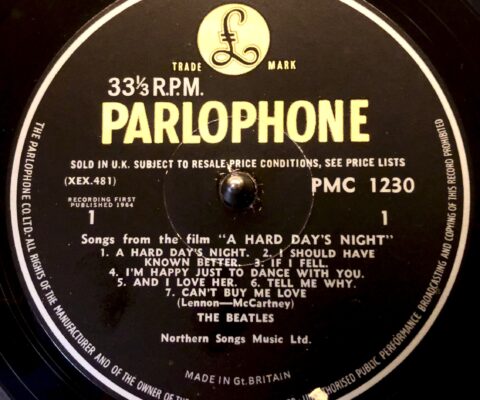 £
TRADE MARK
33⅓ R.P.M.
PARLOPHONE
SOLD IN U.K. SUBJECT TO RESALE PRICE CONDITIONS, SEE PRICE LISTS
(XEX.481) PMC 1230
RECORDING FIRST
PUBLISHED 1964
1 1
Songs from the film "A HARD DAY'S NIGHT"
1. A HARD DAY'S NIGHT. 2. I SHOULD HAVE
KNOWN BETTER. 3. IF I FELL.
4. I'M HAPPY JUST TO DANCE WITH YOU.
5. AND I LOVE HER. 6. TELL ME WHY.
7. CAN'T BUY ME LOVE
(Lennon—McCartney)
THE BEATLES
Northern Songs Music Ltd.
MADE IN Gt. BRITAIN
THE PARLOPHONE CO. LTD.- ALL RIGHTS OF THE MANUFACTURER AND OF THE OWNER OF THE
UNAUTHORISED PUBLIC PERFORMANCE BROADCASTING AND COPYING OF THIS RECORD PROHIBITED